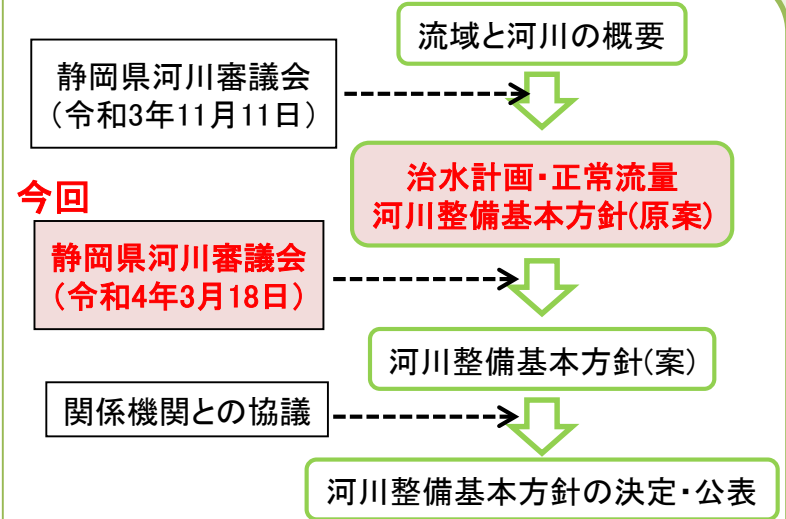 流域と河川の概要
静岡県河川審議会
（令和3年11月11日）
治水計画・正常流量
河川整備基本方針(原案)
今回
静岡県河川審議会
（令和4年3月18日）
河川整備基本方針(案)
関係機関との協議
河川整備基本方針の決定・公表